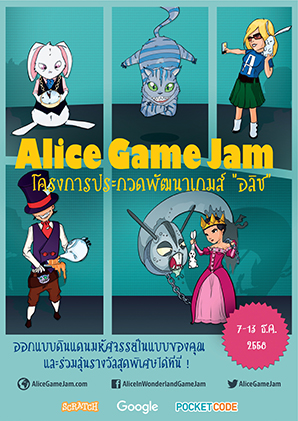 Alice Game Jam
โครงการประกวดพัฒนาเกมส์ "อลิซ"
7-13 ธ.ค.
2558
ออกแบบดินแดนมหัศจรรย์ในแบบของคุณ
และร่วมลุ้นรางวัลสุดพิเศษได้ที่นี่ !
AliceGameJam.com
AliceInWonderlandGameJam
AliceGameJam
SCRATCH
Google
POCKET CODE